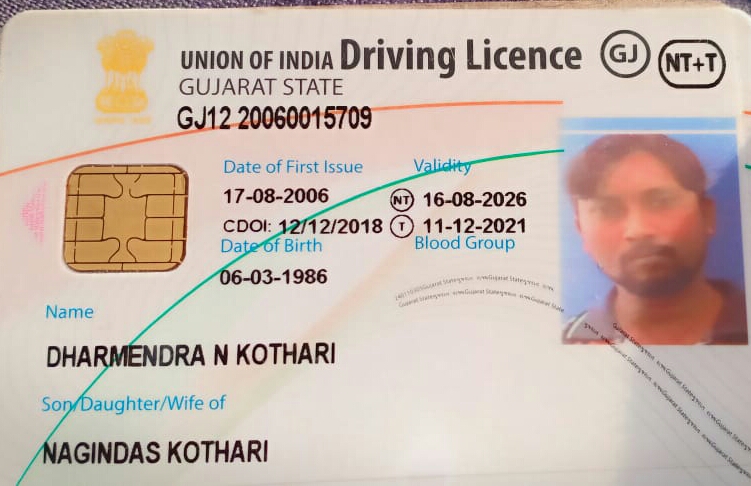 UNION OF INDIA Driving Licence GJ NT+T
GUJARAT STATE
GJ12 20060015709
Date of First Issue Validity
17-08-2006 NT 16-08-2026
CDOI: 12/12/2018 T 11-12-2021
Date of Birth Blood Group
06-03-1986
Name
DHARMENDRA N KOTHARI
Son/Daughter/Wife of
NAGINDAS KOTHARI